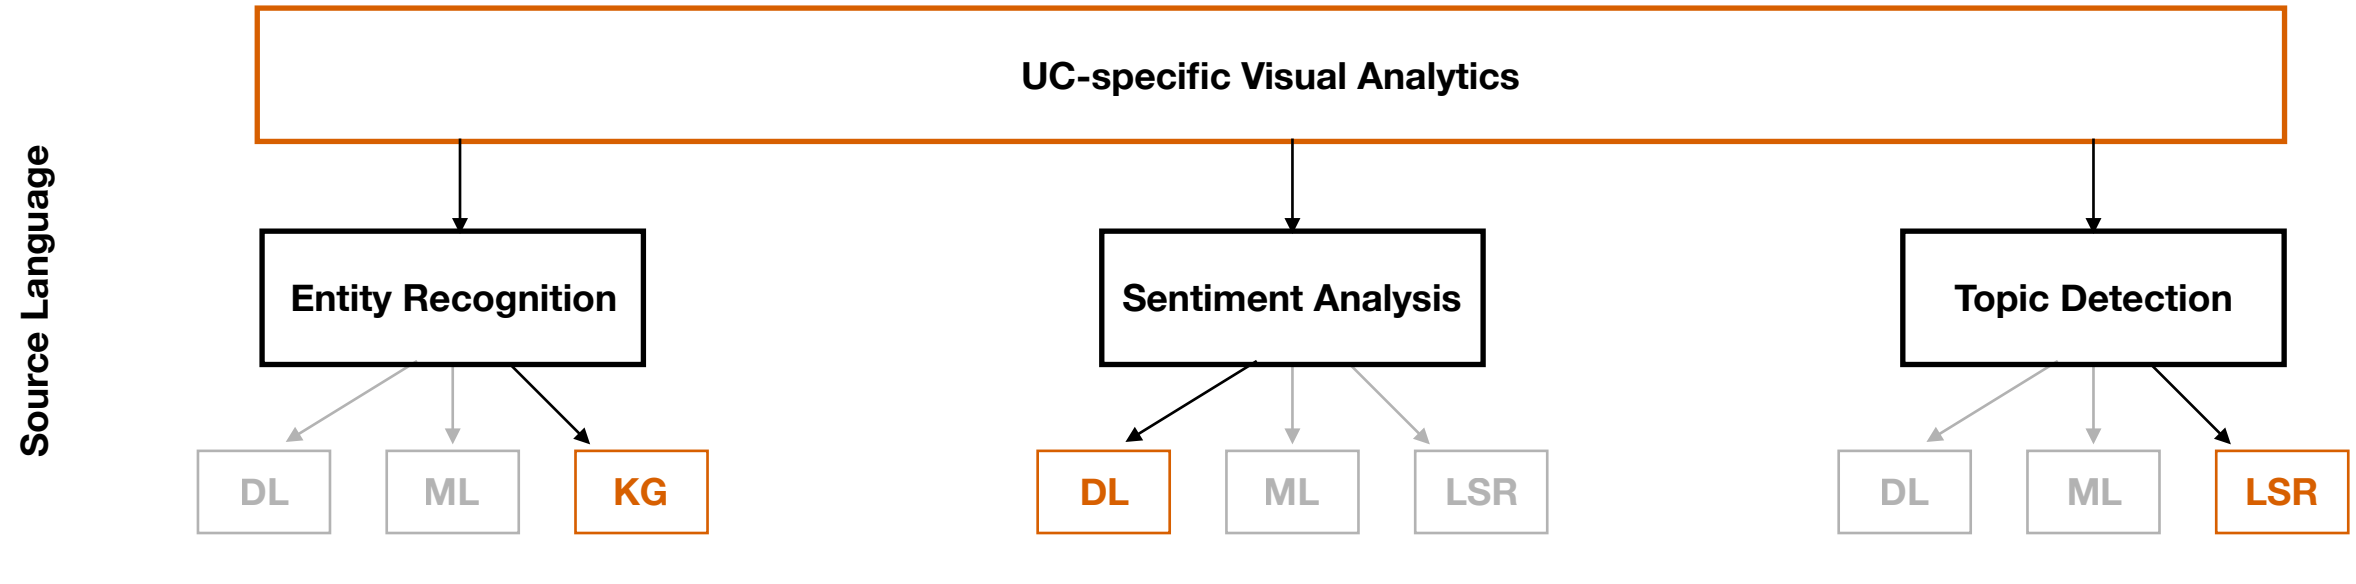 UC-specific Visual Analytics
Source Language
Entity Recognition
Sentiment Analysis
Topic Detection
DL
ML
KG
DL
ML
LSR
DL
ML
LSR